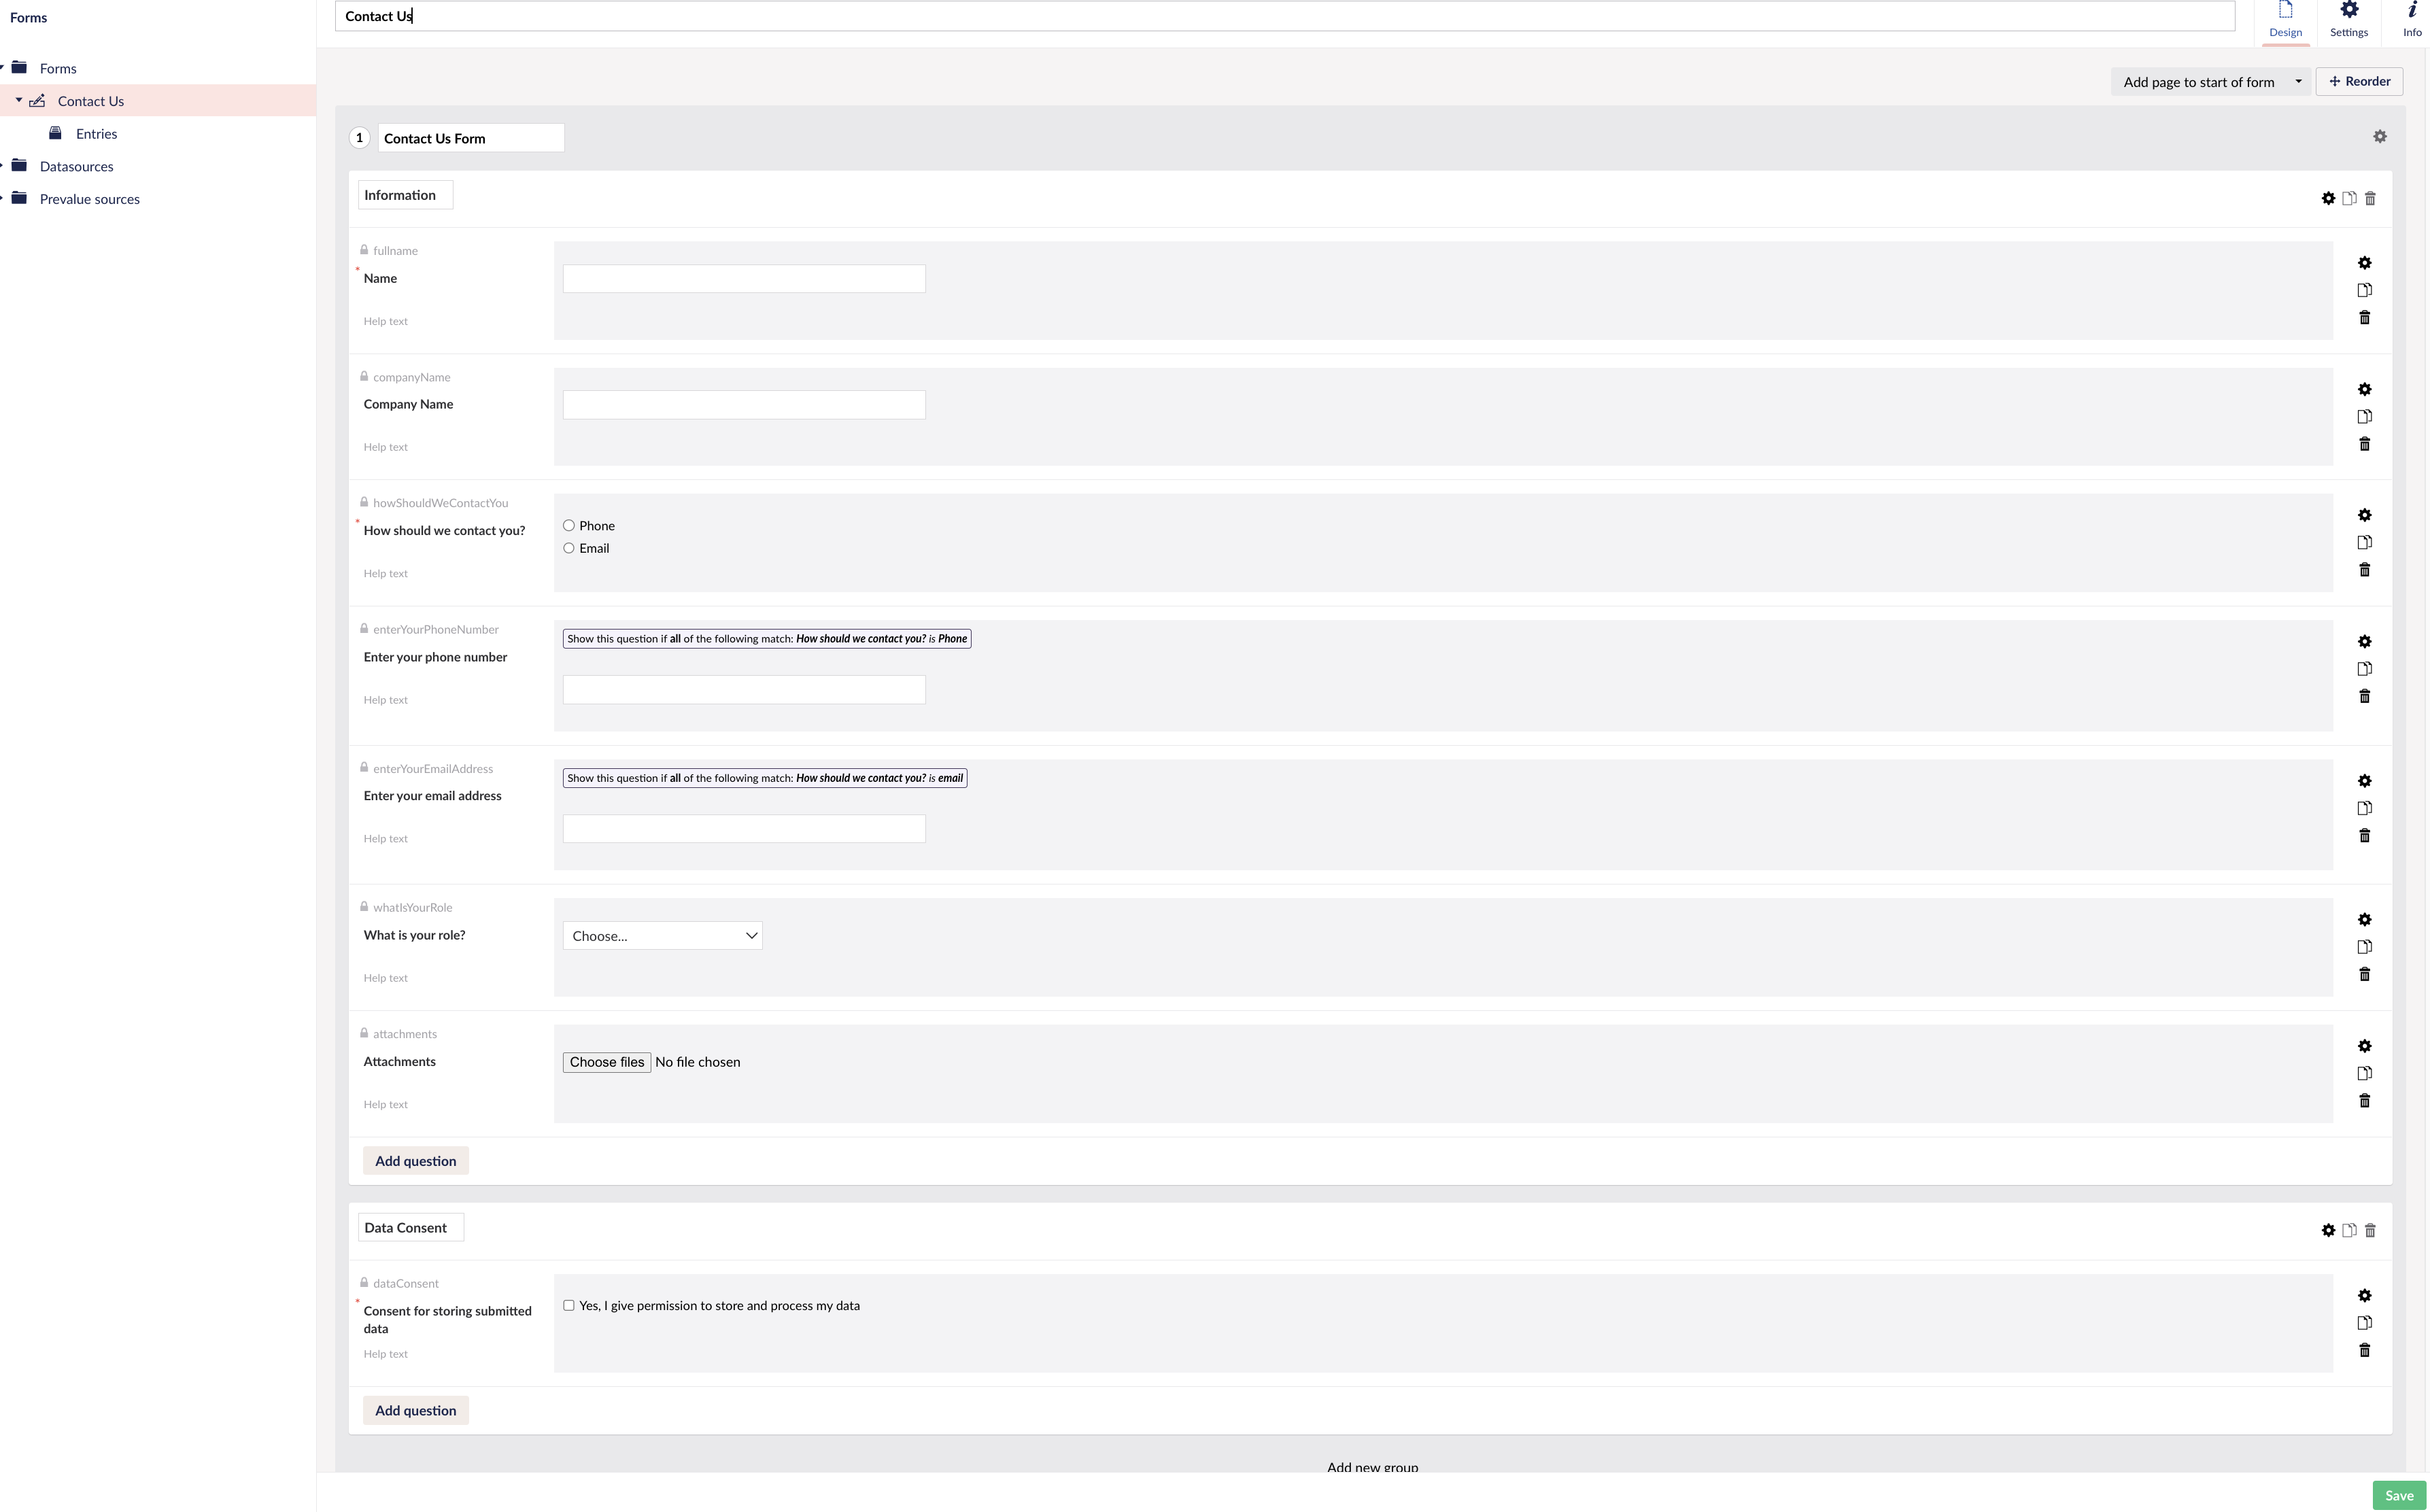 Forms
Forms
Contact Us
Entries
Datasources
Prevalue sources
Contact Us
Design
Settings
Info
Add page to start of form
Reorder
1
Contact Us Form
Information
fullname
* Name
Help text
companyName
Company Name
Help text
howShouldWeContactYou
* How should we contact you?
Phone
Email
Help text
enterYourPhoneNumber
Show this question if all of the following match: How should we contact you? is Phone
Enter your phone number
Help text
enterYourEmailAddress
Show this question if all of the following match: How should we contact you? is email
Enter your email address
Help text
whatIsYourRole
What is your role?
Choose...
Help text
attachments
Attachments
Choose files No file chosen
Help text
Add question
Data Consent
dataConsent
* Consent for storing submitted
data
Yes, I give permission to store and process my data
Help text
Add question
Add new group
Save